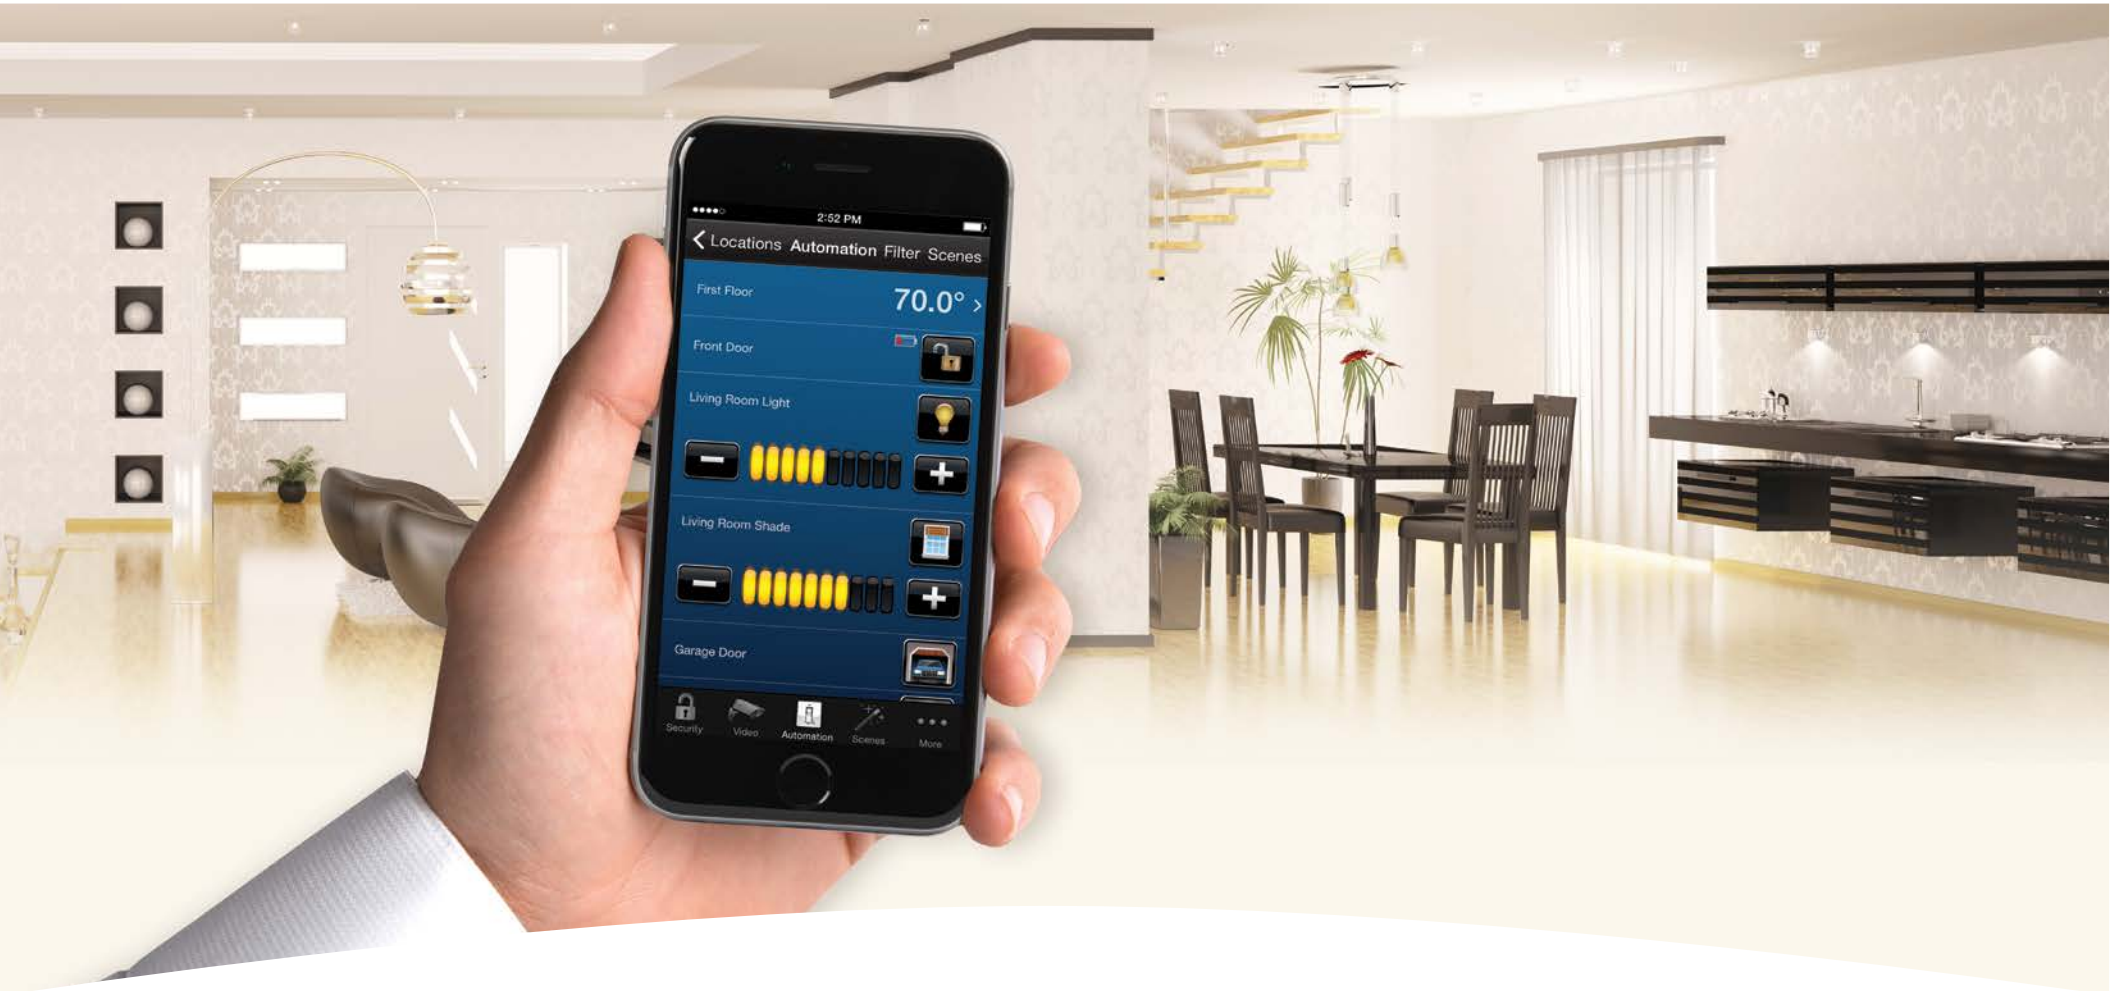 2:52 PM
Locations Automation Filter Scenes
First Floor 70.0°
Front Door
Living Room Light
Living Room Shade
Garage Door
Security Video Automation Scenes More